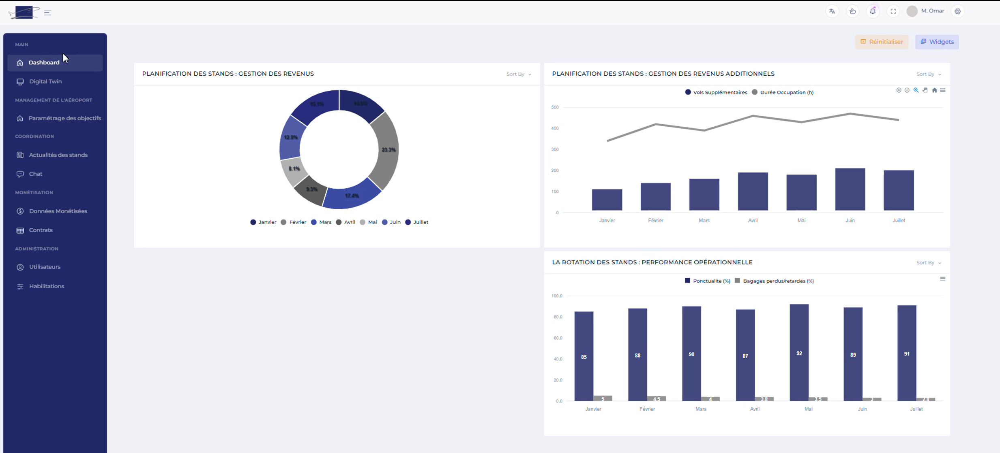 M. Omar
MAIN
Dashboard
Digital Twin
MANAGEMENT DE L'AÉROPORT
Paramétrage des objectifs
COORDINATION
Actualités des stands
Chat
MONÉTISATION
Données Monétisées
Contrats
ADMINISTRATION
Utilisateurs
Habilitations
Réinitialiser
Widgets
PLANIFICATION DES STANDS : GESTION DES REVENUS
Sort By
15.1%
12.8%
23.3%
8.1%
9.3%
17.4%
Janvier Février Mars Avril Mai Juin Juillet
PLANIFICATION DES STANDS : GESTION DES REVENUS ADDITIONNELS
Sort By
Vols Supplémentaires Durée Occupation (h)
500
400
300
200
100
0
Janvier Février Mars Avril Mai Juin Juillet
LA ROTATION DES STANDS : PERFORMANCE OPÉRATIONNELLE
Sort By
Ponctualité (%) Bagages perdus/retardés (%)
100.0
80.0
60.0
40.0
20.0
0.0
85 88 90 87 92 89 91
5 4.5 4 3.8 3.5 3 2.8
Janvier Février Mars Avril Mai Juin Juillet